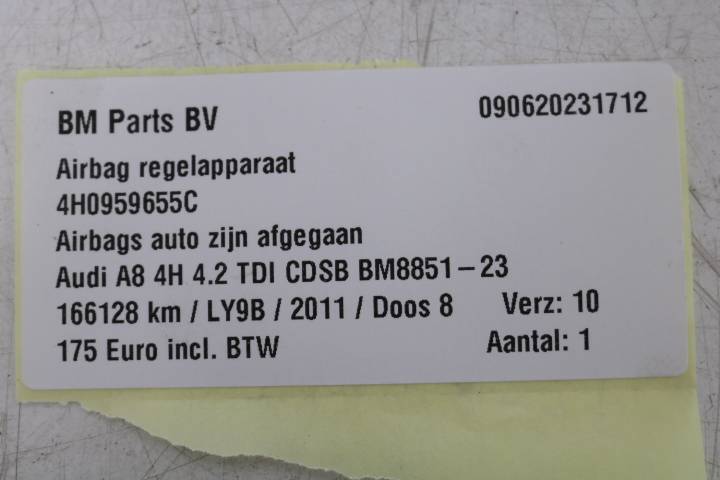 BM Parts BV 090620231712
Airbag regelapparaat
4H0959655C
Airbags auto zijn afgegaan
Audi A8 4H 4.2 TDI CDSB BM8851-23
166128 km / LY9B / 2011 / Doos 8 Verz: 10
175 Euro incl. BTW Aantal: 1